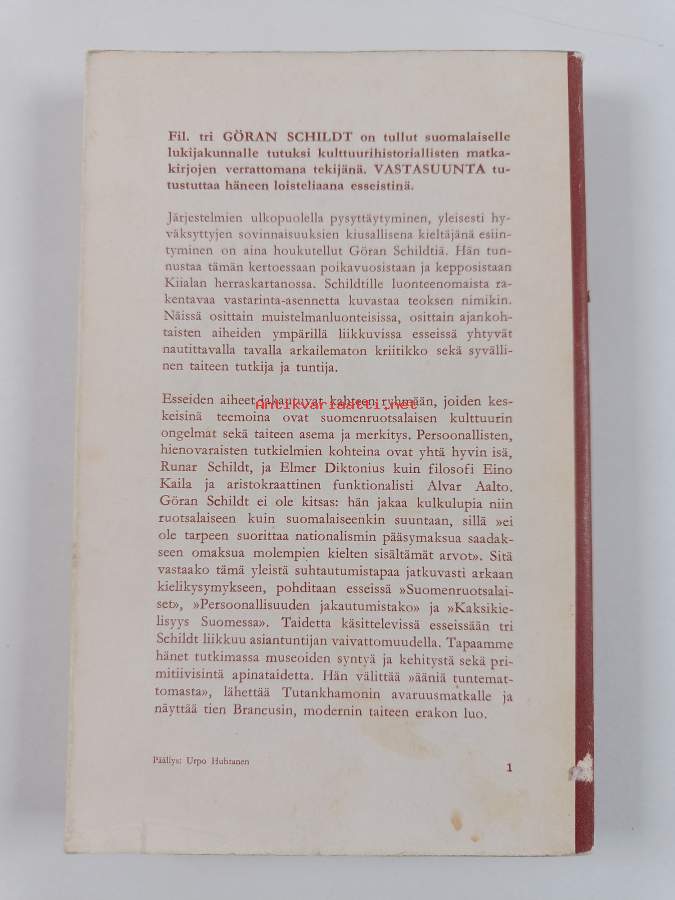 Fil. tri GÖRAN SCHILDT on tullut suomalaiselle
lukijakunnalle tutuksi kulttuurihistoriallisten matka-
kirjojen verrattomana tekijänä. VASTASUUNTA tu-
tustuttaa häneen loisteliaana esseistinä.
Järjestelmien ulkopuolella pysyttäytyminen, yleisesti hy-
väksyttyjen sovinnaisuuksien kiusallisena kieltäjänä esiin-
tyminen on aina houkutellut Göran Schildtiä. Hän tun-
nustaa tämän kertoessaan poikavuosistaan ja kepposistaan
Kiialan herraskartanossa. Schildtille luonteenomaista ra-
kentavaa vastarinta-asennetta kuvastaa teoksen nimikin.
Näissä osittain muistelmanluonteisissa, osittain ajankoh-
taisten aiheiden ympärillä liikkuvissa esseissä yhtyvät
nautittavalla tavalla arkailematon kriitikko sekä syvälli-
nen taiteen tutkija ja tuntija.
Esseiden aiheet jakautuvat kahteen ryhmään, joiden kes-
Antikvariaatti.net
keisinä teemoina ovat suomenruotsalaisen kulttuurin
ongelmat sekä taiteen asema ja merkitys. Persoonallisten,
hienovaraisten tutkielmien kohteina ovat yhtä hyvin isä,
Runar Schildt, ja Elmer Diktonius kuin filosofi Eino
Kaila ja aristokraattinen funktionalisti Alvar Aalto.
Göran Schildt ei ole kitsas: hän jakaa kulkulupia niin
ruotsalaiseen kuin suomalaiseenkin suuntaan, sillä »ei
ole tarpeen suorittaa nationalismin pääsymaksua saadak-
seen omaksua molempien kielten sisältämät arvot». Sitä
vastaako tämä yleistä suhtautumistapaa jatkuvasti arkaan
kielikysymykseen, pohditaan esseissä »Suomenruotsalai-
set», »Persoonallisuuden jakautumistako» ja »Kaksikie-
lisyys Suomessa». Taidetta käsittelevissä esseissään tri
Schildt liikkuu asiantuntijan vaivattomuudella. Tapaamme
hänet tutkimassa museoiden syntyä ja kehitystä sekä pri-
mitiivisintä apinataidetta. Hän välittää »ääniä tuntemat-
tomasta», lähettää Tutankhamonin avaruusmatkalle ja
näyttää tien Brancusin, modernin taiteen erakon luo.
Päällys: Urpo Huhtanen
1